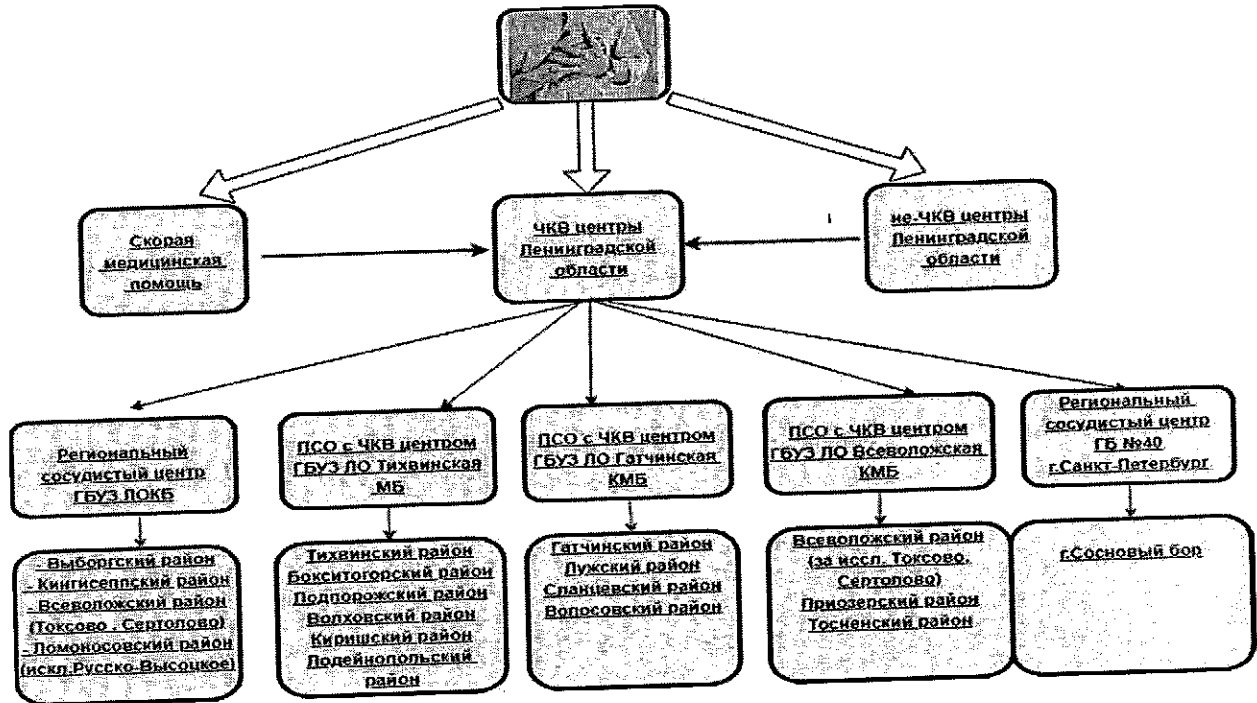 Скорая
медицинская
помощь
ЧКВ центры
Ленинградской
области
не-ЧКВ центры
Ленинградской
области
Региональный
сосудистый центр
ГБУЗ ЛОКБ
ПСО с ЧКВ центром
ГБУЗ ЛО Тихвинская
МБ
ПСО с ЧКВ центром
ГБУЗ ЛО Гатчинская
КМБ
ПСО с ЧКВ центром
ГБУЗ ЛО Всеволожская
КМБ
Региональный
сосудистый центр
ГБ №40
г.Санкт-Петербург
- Выборгский район
- Кингисеппский район
- Всеволожский район
(Токсово , Сертолово)
- Ломоносовский район
(искл.Русско-Высоцкое)
Тихвинский район
Бокситогорский район
Подпорожский район
Волховский район
Киришский район
Лодейнопольский
район
Гатчинский район
Лужский район
Сланцевский район
Волосовский район
Всеволожский район
(за иссл. Токсово,
Сертолово)
Приозерский район
Тосненский район
г.Сосновый бор